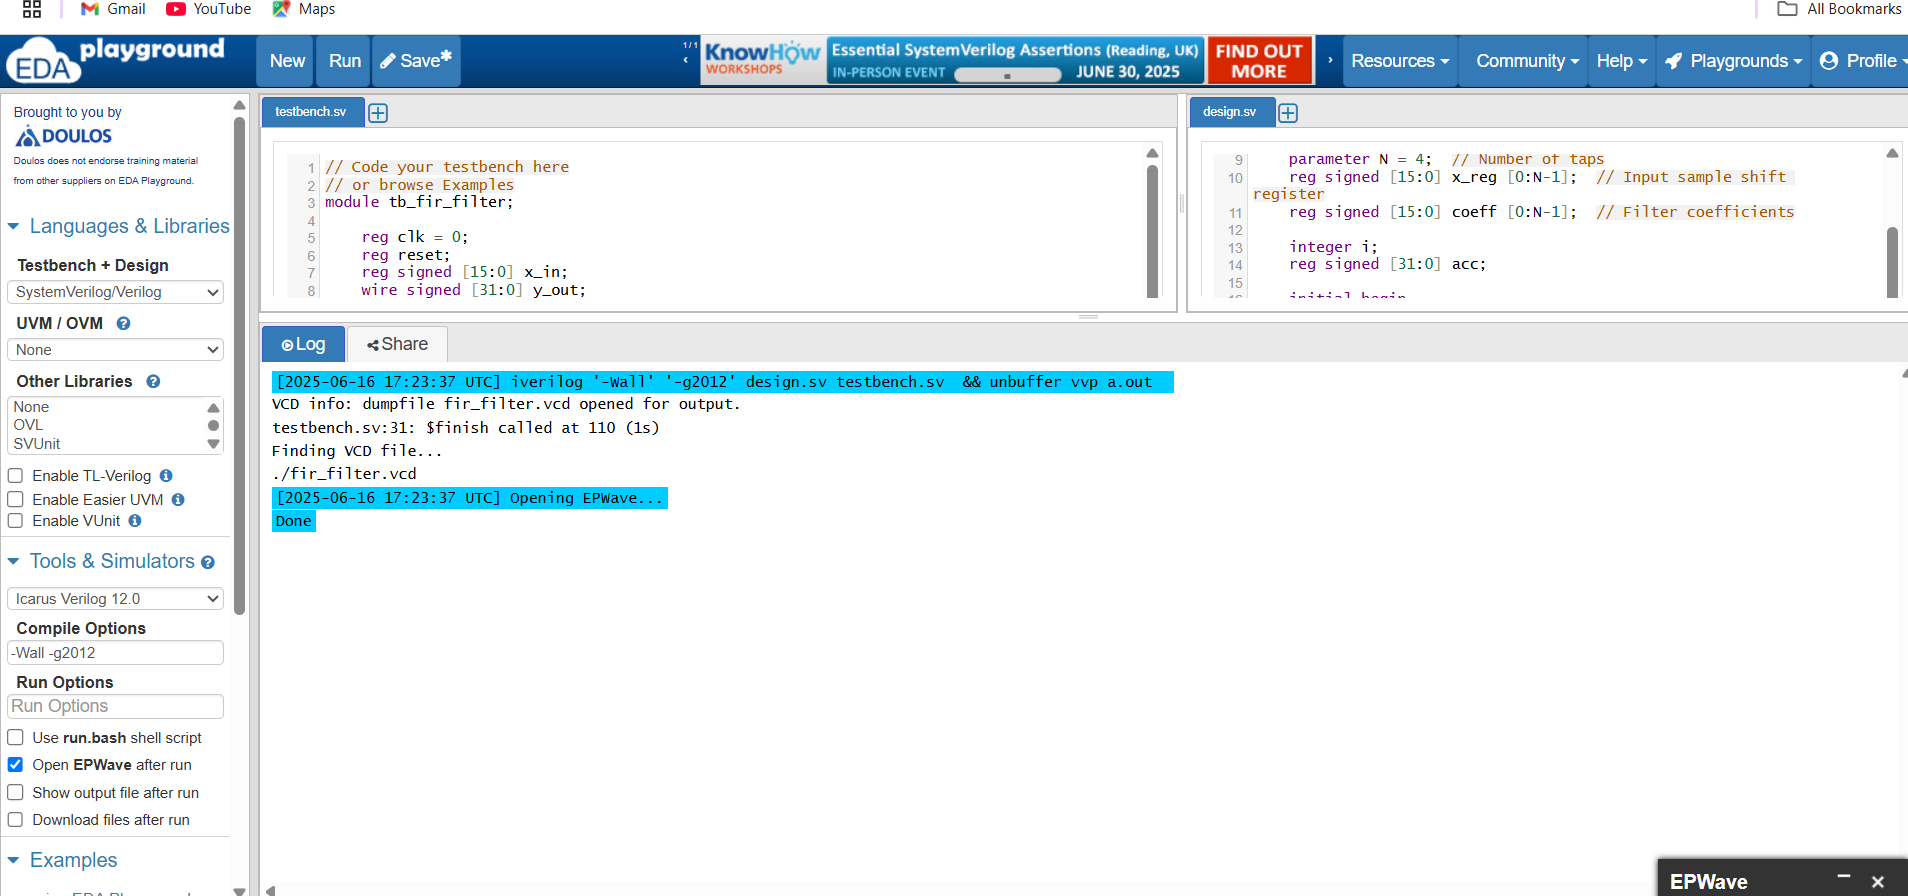 Gmail YouTube Maps All Bookmarks
EDA playground
New Run Save*
1/1
KnowHow WORKSHOPS
Essential SystemVerilog Assertions (Reading, UK)
IN-PERSON EVENT JUNE 30, 2025
FIND OUT MORE
Resources Community Help Playgrounds Profile
Brought to you by
DOULOS
Doulos does not endorse training material
from other suppliers on EDA Playground.
Languages & Libraries
Testbench + Design
SystemVerilog/Verilog
UVM / OVM ?
None
Other Libraries ?
None
OVL
SVUnit
Enable TL-Verilog
Enable Easier UVM
Enable VUnit
Tools & Simulators ?
Icarus Verilog 12.0
Compile Options
-Wall -g2012
Run Options
Run Options
Use run.bash shell script
Open EPWave after run
Show output file after run
Download files after run
Examples
testbench.sv
1 // Code your testbench here
2 // or browse Examples
3 module tb_fir_filter;
4
5 reg clk = 0;
6 reg reset;
7 reg signed [15:0] x_in;
8 wire signed [31:0] y_out;
design.sv
9 parameter N = 4; // Number of taps
10 reg signed [15:0] x_reg [0:N-1]; // Input sample shift
register
11 reg signed [15:0] coeff [0:N-1]; // Filter coefficients
12
13 integer i;
14 reg signed [31:0] acc;
15
Log Share
[2025-06-16 17:23:37 UTC] iverilog '-Wall' '-g2012' design.sv testbench.sv && unbuffer vvp a.out
VCD info: dumpfile fir_filter.vcd opened for output.
testbench.sv:31: $finish called at 110 (1s)
Finding VCD file...
./fir_filter.vcd
[2025-06-16 17:23:37 UTC] Opening EPWave...
Done
EPWave